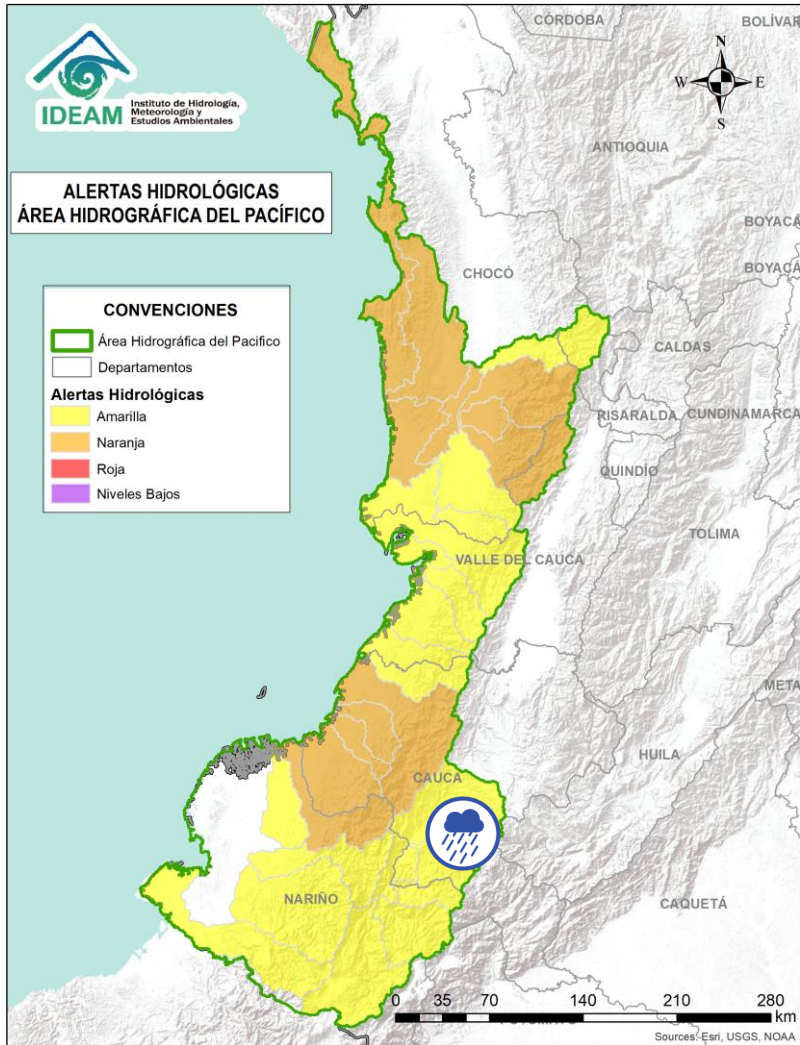 IDEAM
Instituto de Hidrología,
Meteorología y
Estudios Ambientales
ALERTAS HIDROLÓGICAS
ÁREA HIDROGRÁFICA DEL PACÍFICO
CONVENCIONES
Área Hidrográfica del Pacifico
Departamentos
Alertas Hidrológicas
Amarilla
Naranja
Roja
Niveles Bajos
N
W E
S
CÓRDOBA
BOLÍVAR
ANTIOQUIA
BOYACÁ
CHOCÓ
BOYACÁ
CALDAS
RISARALDA
CUNDINAMARCA
QUINDÍO
TOLIMA
VALLE DEL CAUCA
META
HUILA
CAUCA
NARIÑO
CAQUETÁ
0 35 70 140 210 280
km
Sources: Esri, USGS, NOAA